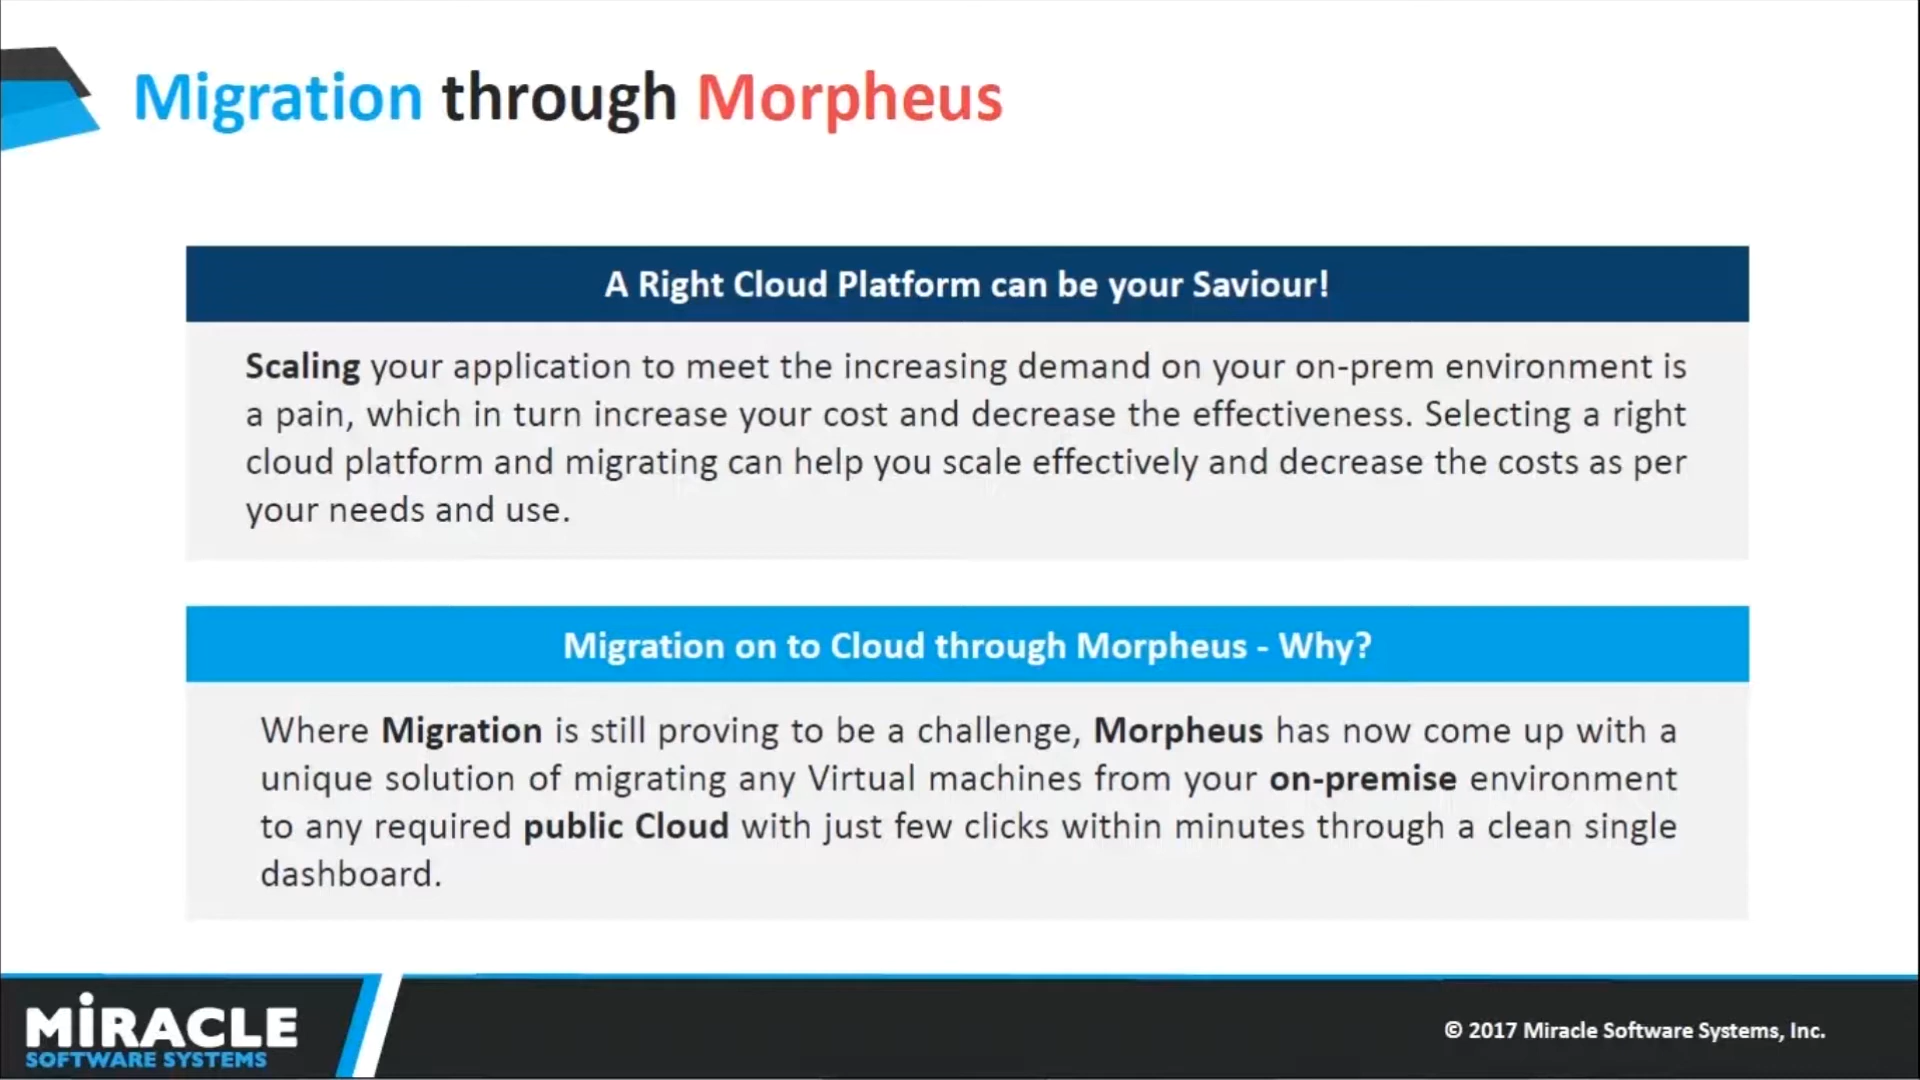 Migration through Morpheus
A Right Cloud Platform can be your Saviour!
Scaling your application to meet the increasing demand on your on-prem environment is
a pain, which in turn increase your cost and decrease the effectiveness. Selecting a right
cloud platform and migrating can help you scale effectively and decrease the costs as per
your needs and use.
Migration on to Cloud through Morpheus - Why?
Where Migration is still proving to be a challenge, Morpheus has now come up with a
unique solution of migrating any Virtual machines from your on-premise environment
to any required public Cloud with just few clicks within minutes through a clean single
dashboard.
MiRACLE
SOFTWARE SYSTEMS
© 2017 Miracle Software Systems, Inc.